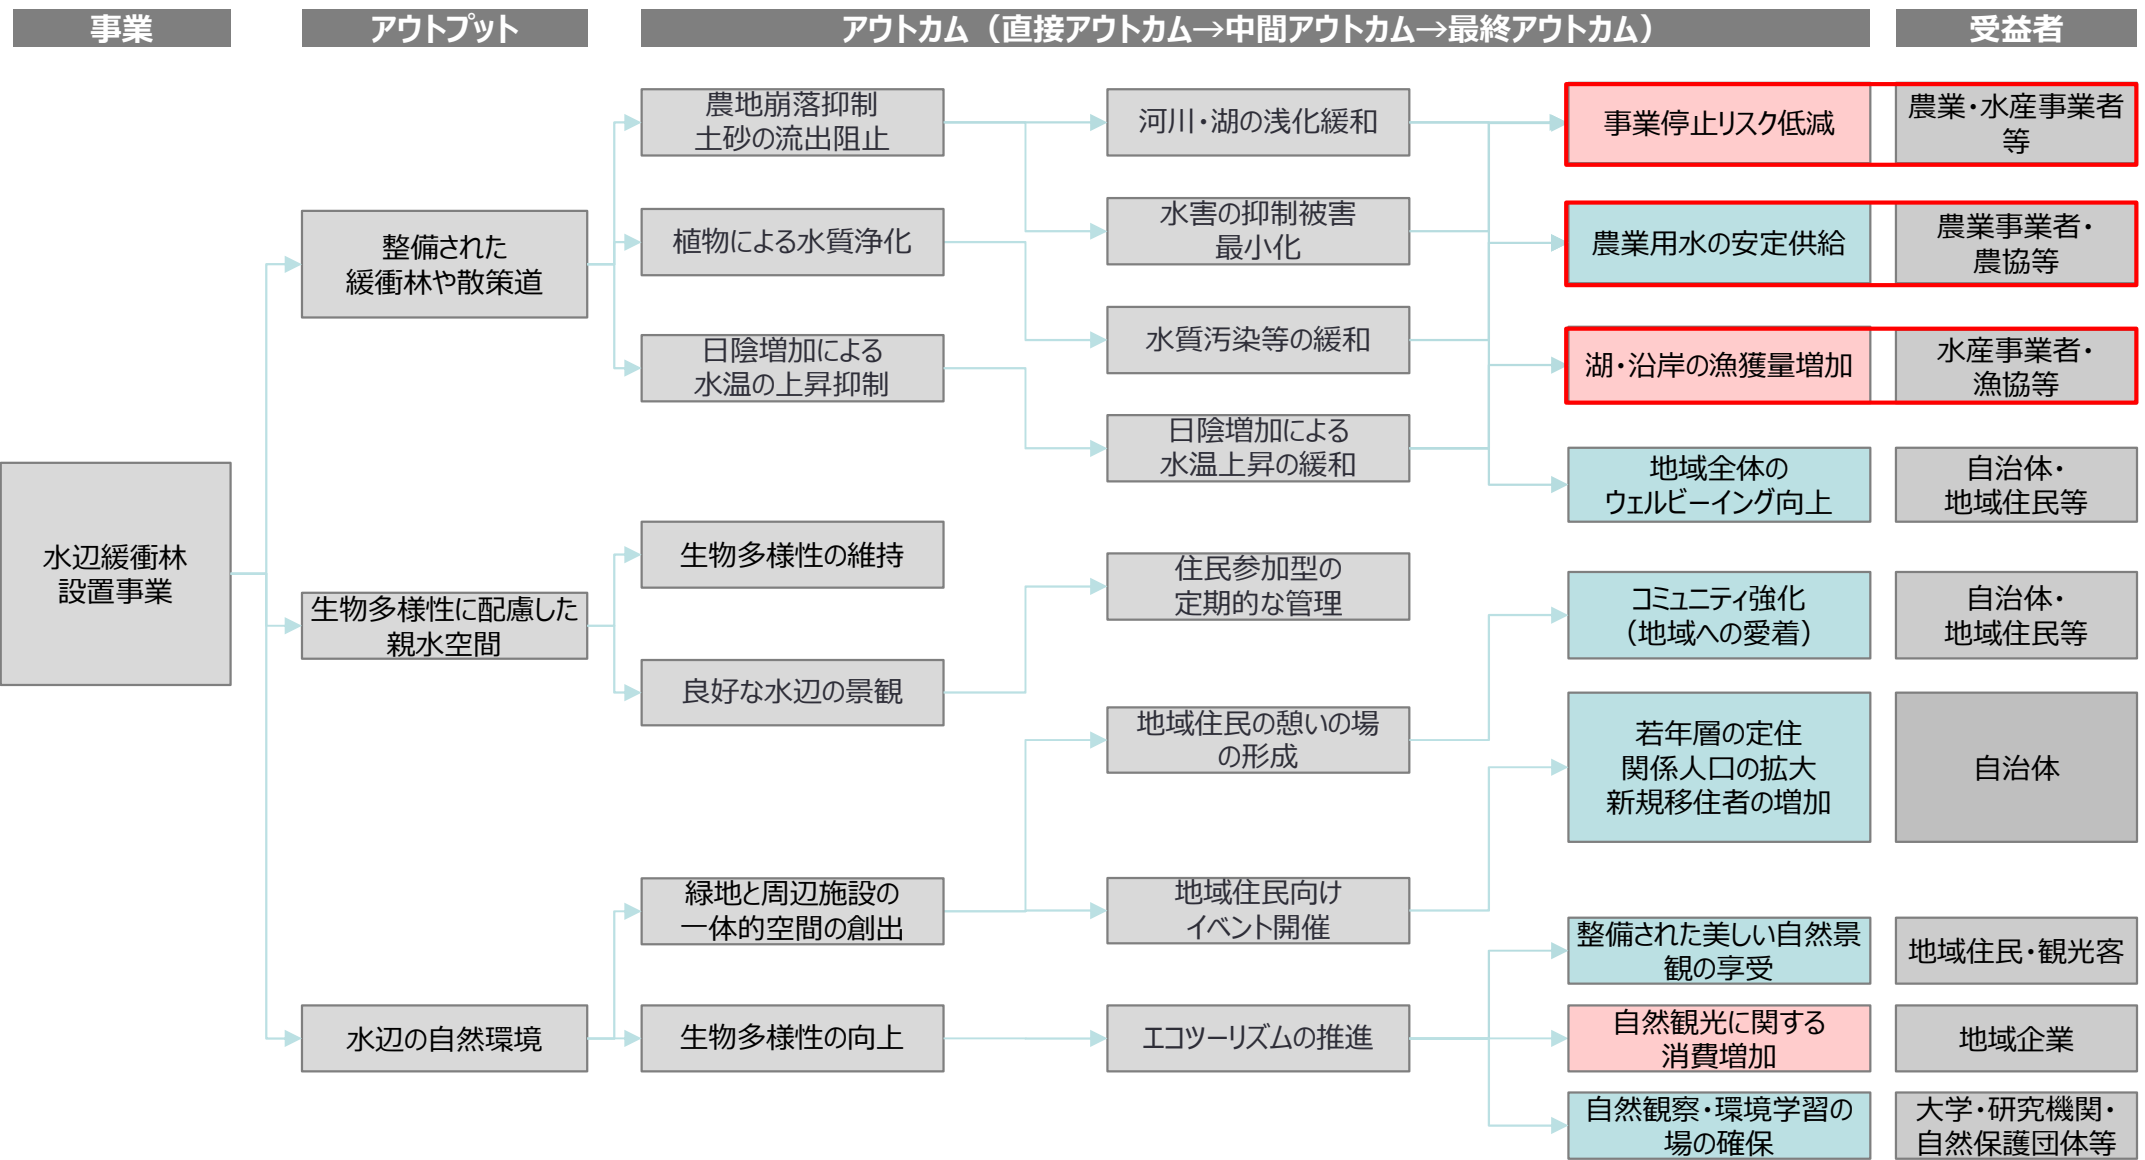 事業
アウトプット
アウトカム（直接アウトカム→中間アウトカム→最終アウトカム）
受益者
水辺緩衝林
設置事業
整備された
緩衝林や散策道
生物多様性に配慮した
親水空間
水辺の自然環境
農地崩落抑制
土砂の流出阻止
植物による水質浄化
日陰増加による
水温の上昇抑制
生物多様性の維持
良好な水辺の景観
緑地と周辺施設の
一体的空間の創出
生物多様性の向上
河川・湖の浅化緩和
水害の抑制被害
最小化
水質汚染等の緩和
日陰増加による
水温上昇の緩和
住民参加型の
定期的な管理
地域住民の憩いの場
の形成
地域住民向け
イベント開催
エコツーリズムの推進
事業停止リスク低減
農業用水の安定供給
湖・沿岸の漁獲量増加
地域全体の
ウェルビーイング向上
コミュニティ強化
（地域への愛着）
若年層の定住
関係人口の拡大
新規移住者の増加
整備された美しい自然景
観の享受
自然観光に関する
消費増加
自然観察・環境学習の
場の確保
農業・水産事業者
等
農業事業者・
農協等
水産事業者・
漁協等
自治体・
地域住民等
自治体・
地域住民等
自治体
地域住民・観光客
地域企業
大学・研究機関・
自然保護団体等